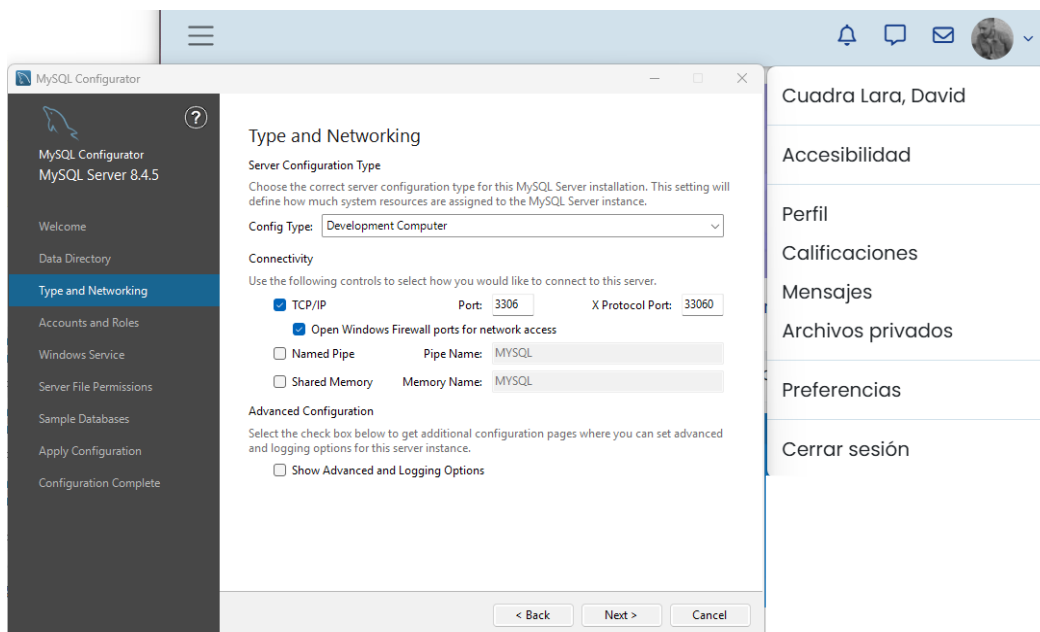 MySQL Configurator
?
MySQL Configurator
MySQL Server 8.4.5
Welcome
Data Directory
Type and Networking
Accounts and Roles
Windows Service
Server File Permissions
Sample Databases
Apply Configuration
Configuration Complete
Type and Networking
Server Configuration Type
Choose the correct server configuration type for this MySQL Server installation. This setting will
define how much system resources are assigned to the MySQL Server instance.
Config Type: Development Computer
Connectivity
Use the following controls to select how you would like to connect to this server.
TCP/IP Port: 3306 X Protocol Port: 33060
Open Windows Firewall ports for network access
Named Pipe Pipe Name: MYSQL
Shared Memory Memory Name: MYSQL
Advanced Configuration
Select the check box below to get additional configuration pages where you can set advanced
and logging options for this server instance.
Show Advanced and Logging Options
< Back Next > Cancel
Cuadra Lara, David
Accesibilidad
Perfil
Calificaciones
Mensajes
Archivos privados
Preferencias
Cerrar sesión